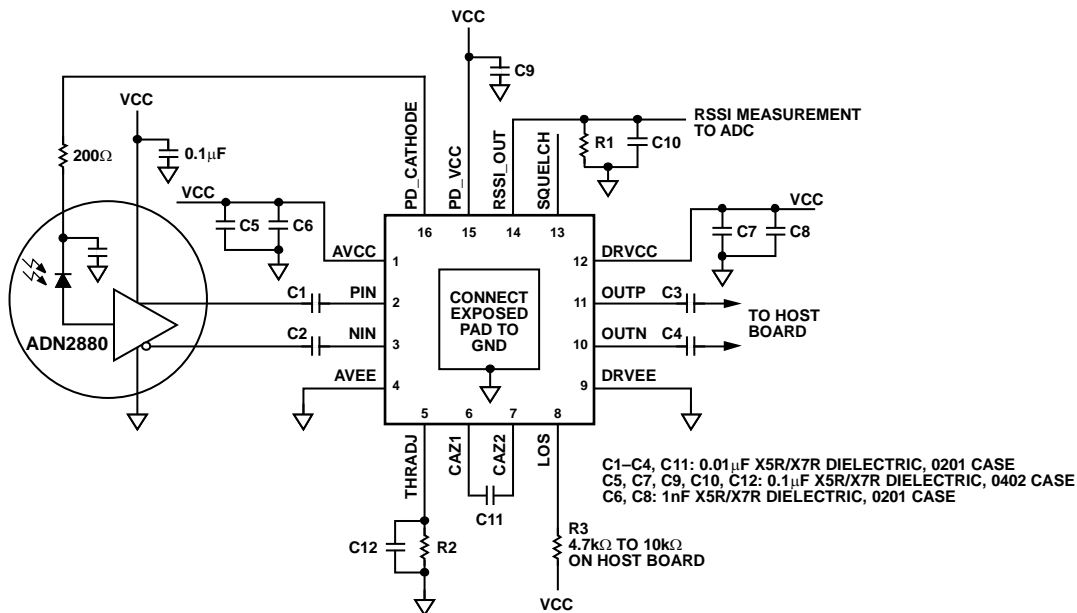 VCC
C9
VCC
RSSI MEASUREMENT
TO ADC
200Ω
0.1μF
PD_CATHODE
PD_VCC
RSSI_OUT
SQUELCH
R1
C10
VCC
C5
C6
AVCC
16
15
14
13
DRVCC
C7
C8
VCC
1
12
C1
PIN
2
CONNECT
EXPOSED
PAD TO
GND
11
OUTP
C3
TO HOST
BOARD
ADN2880
C2
NIN
3
10
OUTN
C4
AVEE
4
9
DRVEE
5
6
7
8
THRADJ
CAZ1
CAZ2
LOS
C11
C1–C4, C11: 0.01μF X5R/X7R DIELECTRIC, 0201 CASE
C5, C7, C9, C10, C12: 0.1μF X5R/X7R DIELECTRIC, 0402 CASE
C6, C8: 1nF X5R/X7R DIELECTRIC, 0201 CASE
C12
R2
R3
4.7kΩ TO 10kΩ
ON HOST BOARD
VCC